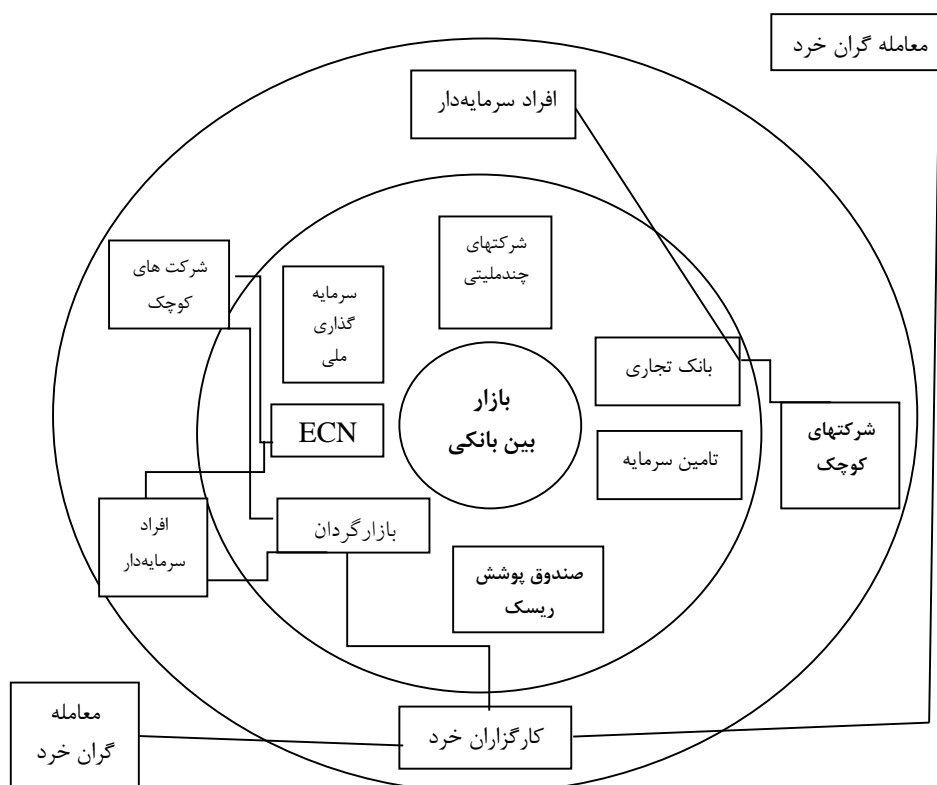 معامله گران خرد
افراد سرمایه‌دار
شرکتهای
چندملیتی
شرکت های
کوچک
سرمایه
گذاری
ملی
بانک تجاری
بازار
بین بانکی
شرکتهای
کوچک
ECN
تامین سرمایه
افراد
سرمایه‌دار
بازارگردان
صندوق پوشش
ریسک
معامله
گران خرد
کارگزاران خرد